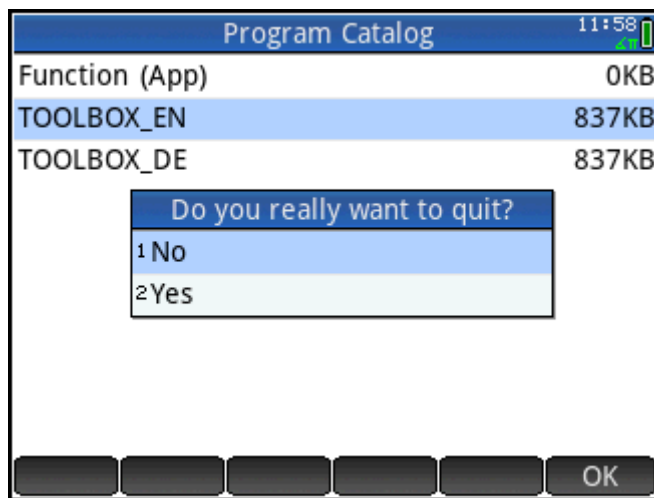 Program Catalog 11:58
∡π
Function (App) 0KB
TOOLBOX_EN 837KB
TOOLBOX_DE 837KB
Do you really want to quit?
1 No
2 Yes
OK